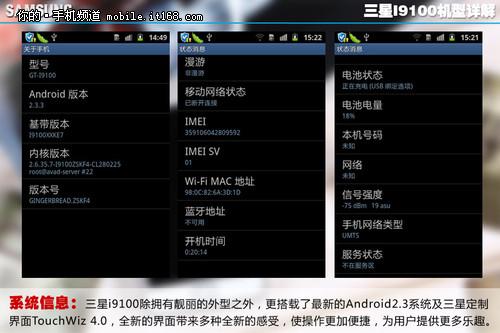 SAMSUNG
你的·手机频道 mobile.it168.com
三星I9100机型详解
14:49
关于手机
型号
GT-I9100
Android 版本
2.3.3
基带版本
I9100XXKE7
内核版本
2.6.35.7-I9100ZSKF4-CL280225
root@avad-server #22
版本号
GINGERBREAD.ZSKF4
15:22
状态消息
漫游
非漫游
移动网络状态
已断开连接
IMEI
359106042809592
IMEI SV
01
Wi-Fi MAC 地址
98:0C:82:6A:3D:1D
蓝牙地址
不可用
开机时间
0:20:14
15:21
状态消息
电池状态
正在充电 (USB 绑定选项)
电池电量
18%
本机号码
未知
网络
未知
信号强度
-75 dBm 19 asu
手机网络类型
UMTS
服务状态
不在服务区
系统信息：三星i9100除拥有靓丽的外型之外，更搭载了最新的Android2.3系统及三星定制
界面TouchWiz 4.0，全新的界面带来多种全新的感受，使操作更加便捷，为用户提供更多乐趣。